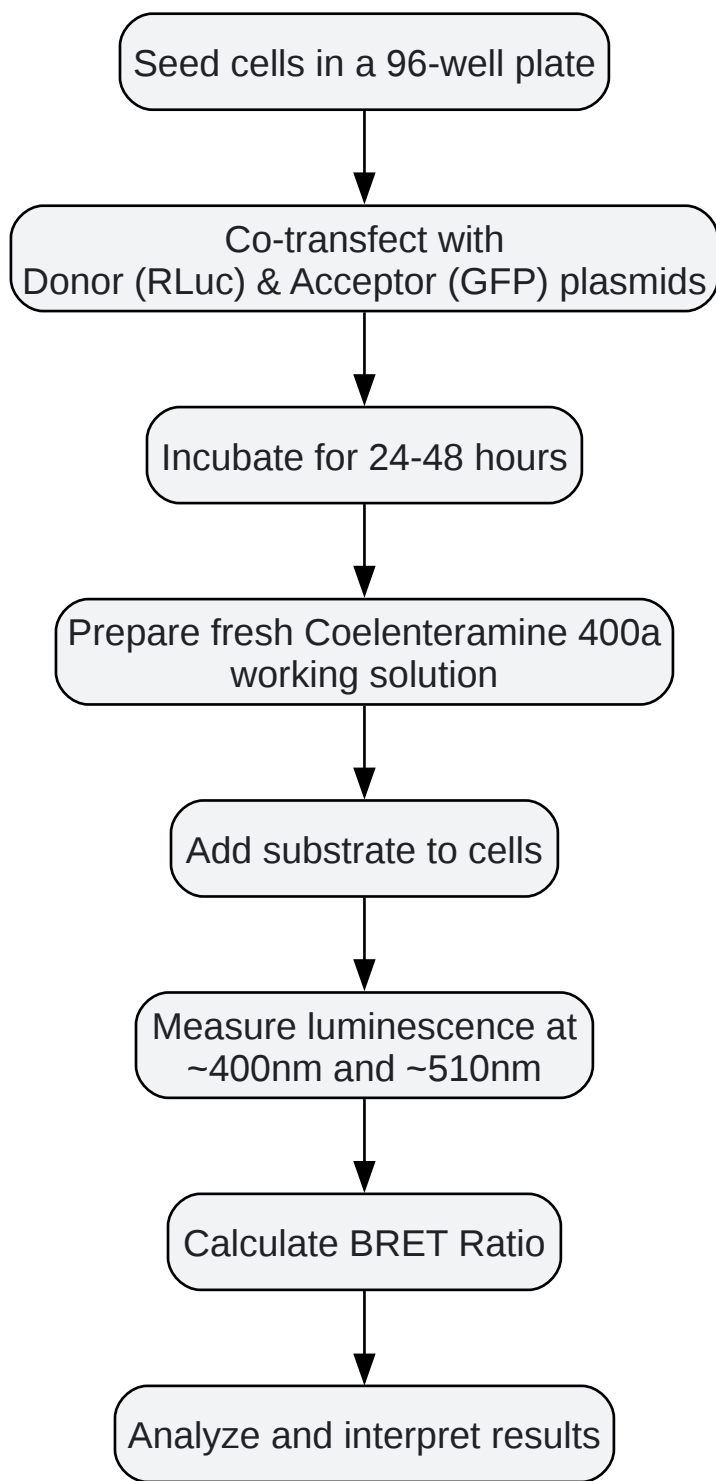 Seed cells in a 96-well plate
Co-transfect with
Donor (RLuc) & Acceptor (GFP) plasmids
Incubate for 24-48 hours
Prepare fresh Coelenteramine 400a
working solution
Add substrate to cells
Measure luminescence at
~400nm and ~510nm
Calculate BRET Ratio
Analyze and interpret results